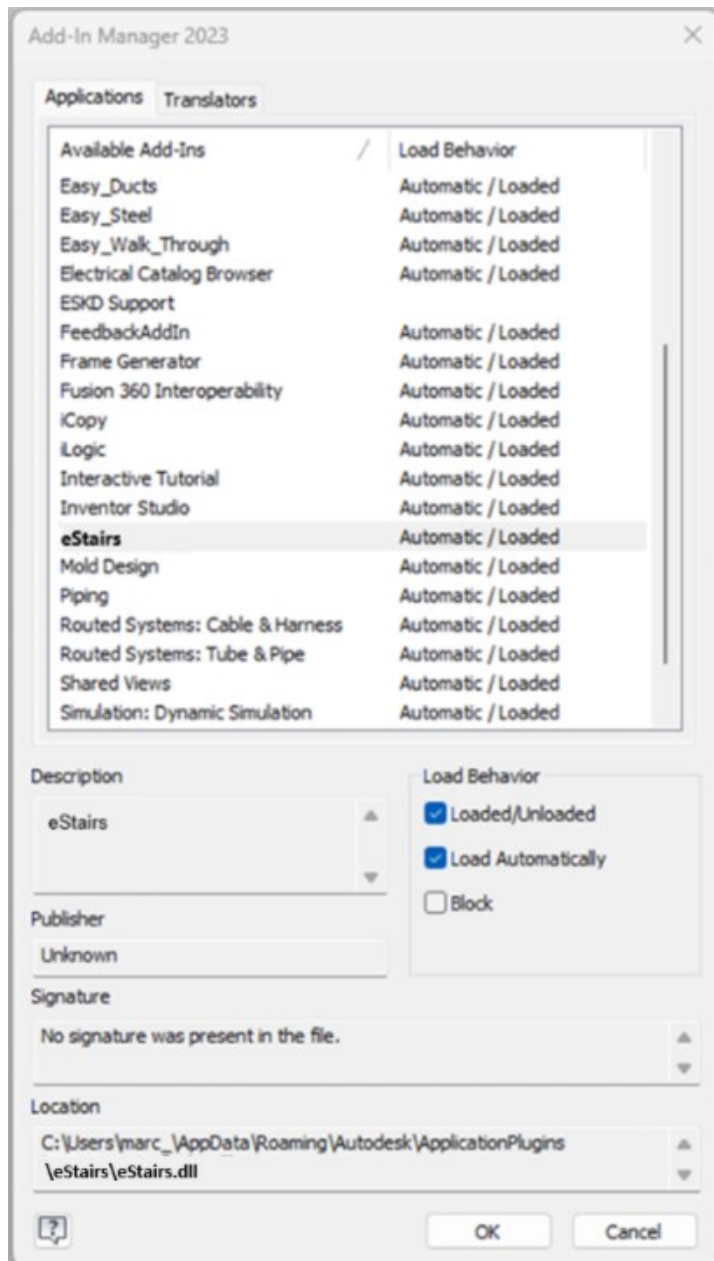 Add-In Manager 2023
Applications Translators
Available Add-Ins / Load Behavior
Easy_Ducts Automatic / Loaded
Easy_Steel Automatic / Loaded
Easy_Walk_Through Automatic / Loaded
Electrical Catalog Browser Automatic / Loaded
ESKD Support
FeedbackAddIn Automatic / Loaded
Frame Generator Automatic / Loaded
Fusion 360 Interoperability Automatic / Loaded
iCopy Automatic / Loaded
iLogic Automatic / Loaded
Interactive Tutorial Automatic / Loaded
Inventor Studio Automatic / Loaded
eStairs Automatic / Loaded
Mold Design Automatic / Loaded
Piping Automatic / Loaded
Routed Systems: Cable & Harness Automatic / Loaded
Routed Systems: Tube & Pipe Automatic / Loaded
Shared Views Automatic / Loaded
Simulation: Dynamic Simulation Automatic / Loaded
Description
eStairs
Load Behavior
Loaded/Unloaded
Load Automatically
Block
Publisher
Unknown
Signature
No signature was present in the file.
Location
C:\Users\marc_\AppData\Roaming\Autodesk\ApplicationPlugins
\eStairs\eStairs.dll
?
OK Cancel